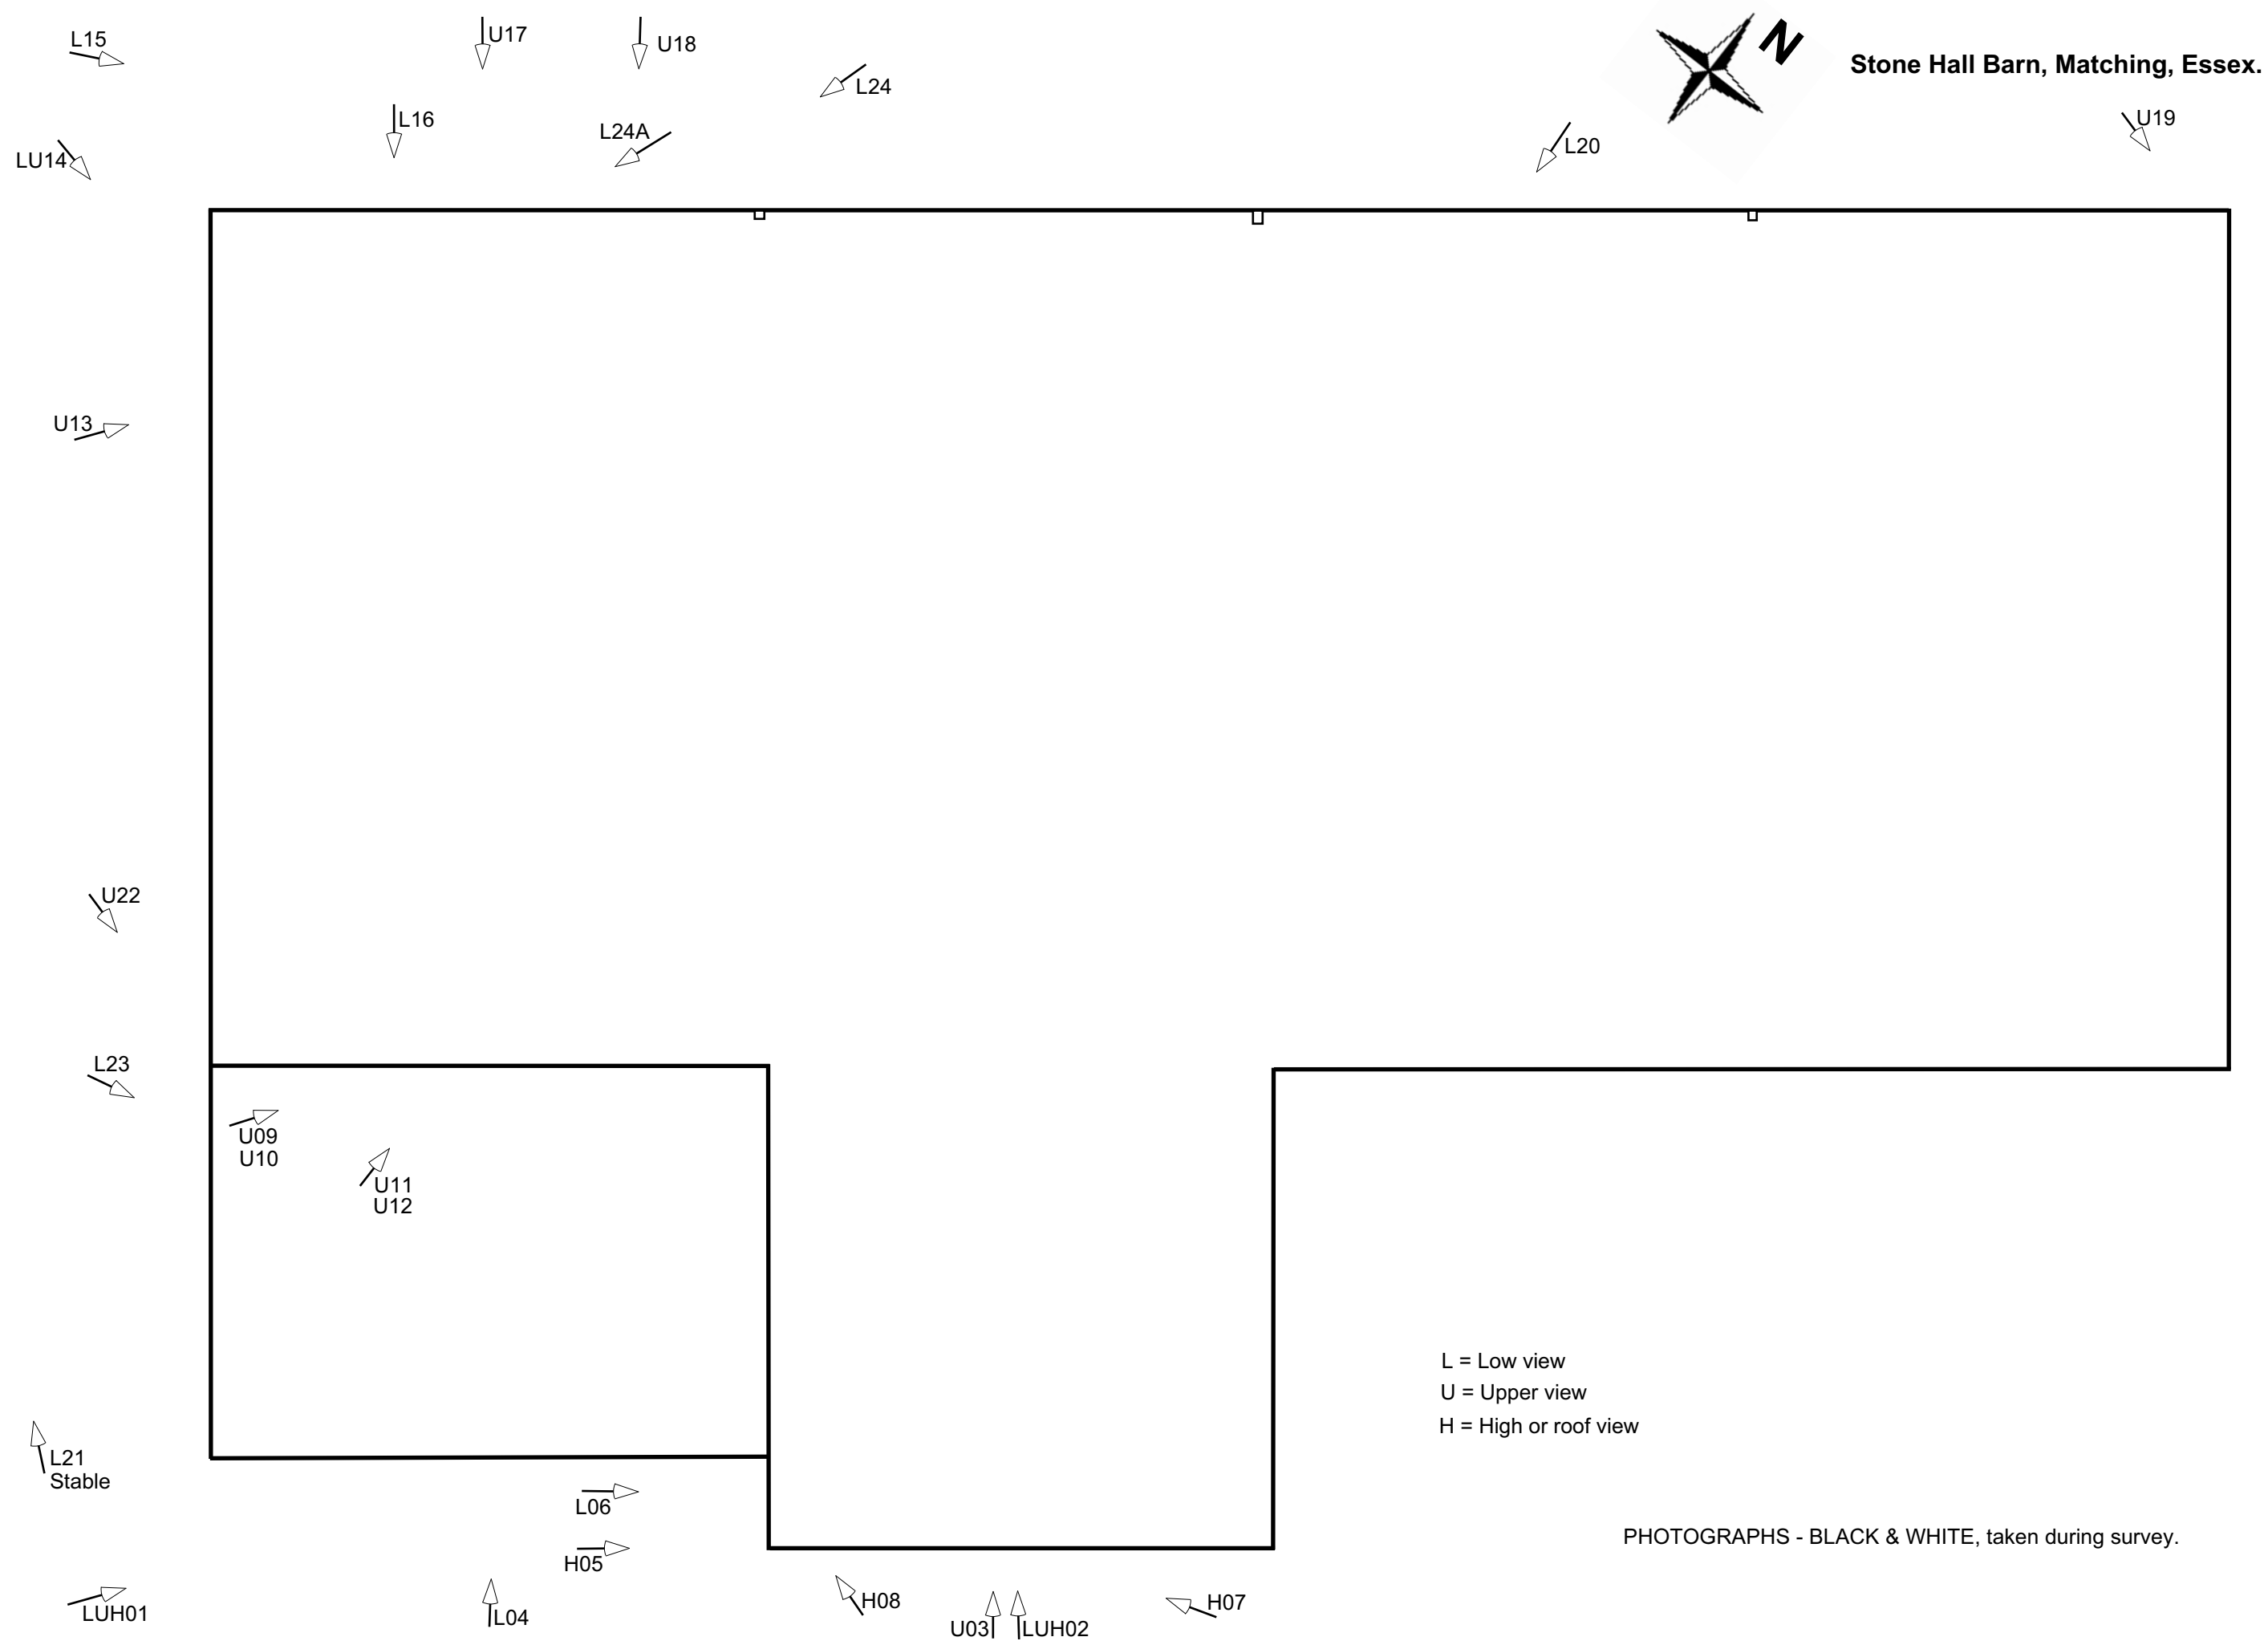 L15
U17
U18
L24
N
Stone Hall Barn, Matching, Essex.
LU14
L16
L24A
L20
U19
U13
U22
L23
U09
U10
U11
U12
L21
Stable
L06
H05
LUH01
L04
H08
U03
LUH02
H07
L = Low view
U = Upper view
H = High or roof view
PHOTOGRAPHS - BLACK & WHITE, taken during survey.